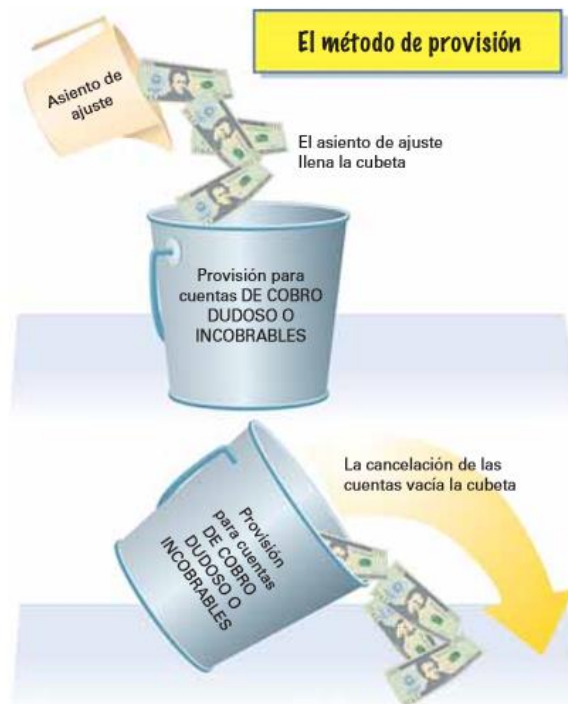 El método de provisión
Asiento de
ajuste
El asiento de ajuste
llena la cubeta
Provisión para
cuentas DE COBRO
DUDOSO O
INCOBRABLES
La cancelación de las
cuentas vacía la cubeta
Provisión
para cuentas
DE COBRO
DUDOSO O
INCOBRABLES